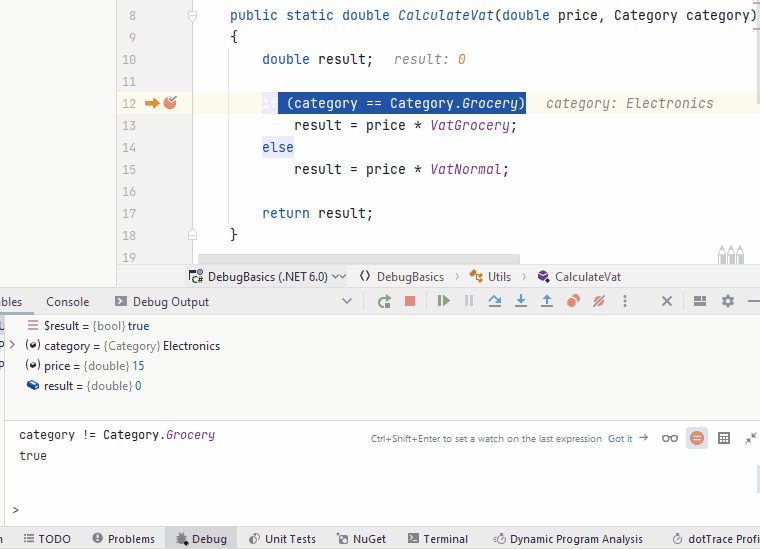 8 public static double CalculateVat(double price, Category category)
9 {
10 double result; result: 0
11
12 if (category == Category.Grocery) category: Electronics
13 result = price * VatGrocery;
14 else
15 result = price * VatNormal;
16
17 return result;
18 }
19
C# DebugBasics (.NET 6.0) DebugBasics Utils CalculateVat
bles Console Debug Output
$result = {bool} true
category = {Category} Electronics
price = {double} 15
result = {double} 0
category != Category.Grocery
Ctrl+Shift+Enter to set a watch on the last expression Got it →
true
>
TODO Problems Debug Unit Tests NuGet Terminal Dynamic Program Analysis dotTrace Profi